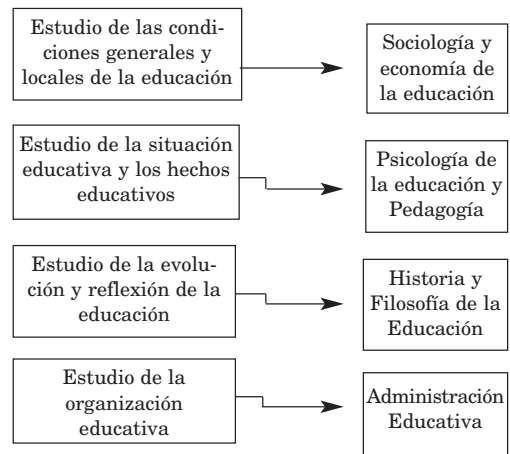 Estudio de las condi-
ciones generales y
locales de la educación
Sociología y
economía de
la educación
Estudio de la situación
educativa y los hechos
educativos
Psicología de
la educación y
Pedagogía
Estudio de la evolu-
ción y reflexión de la
educación
Historia y
Filosofía de la
Educación
Estudio de la
organización
educativa
Administración
Educativa